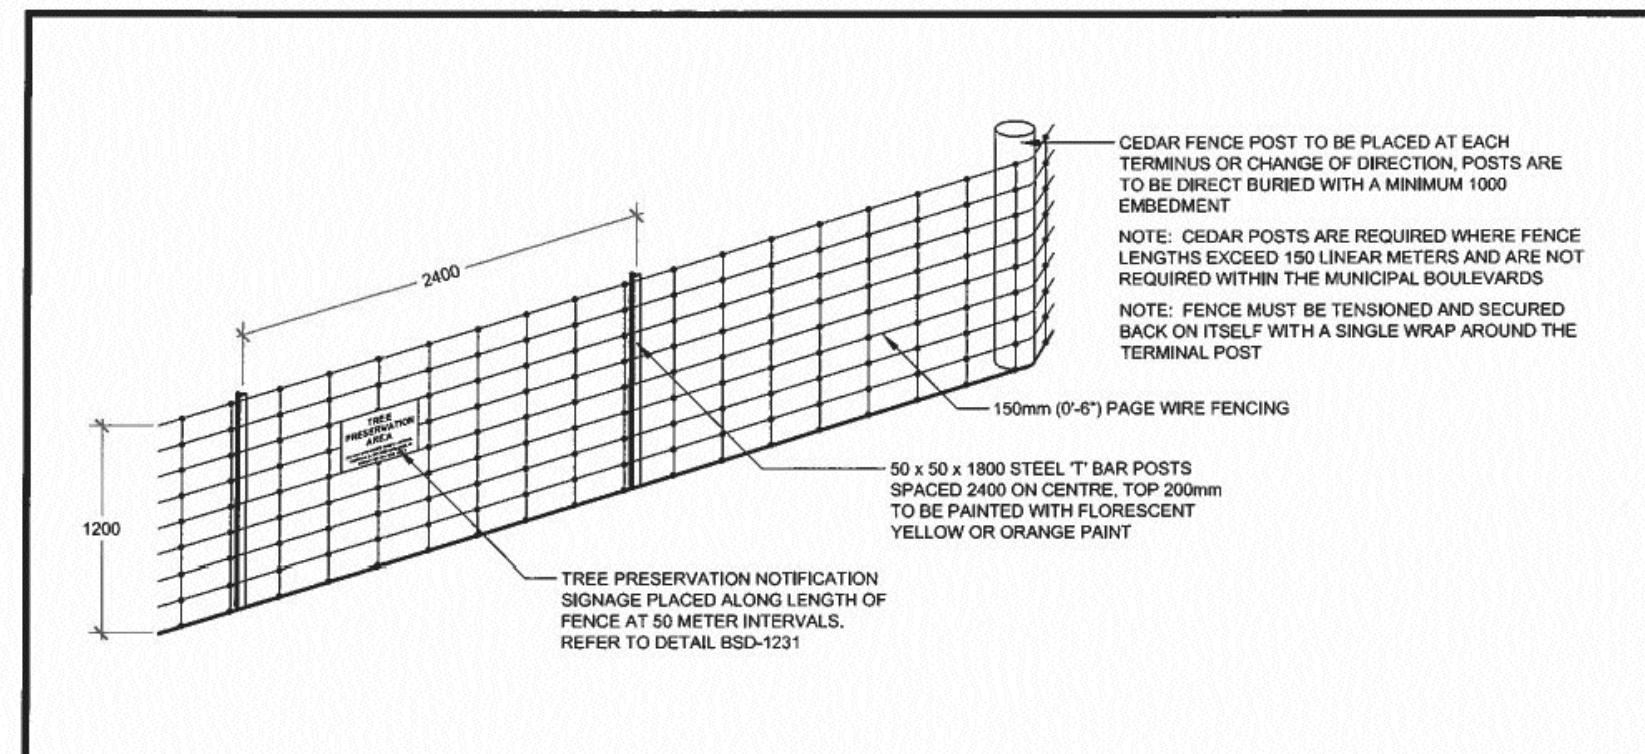 CEDAR FENCE POST TO BE PLACED AT EACH
TERMINUS OR CHANGE OF DIRECTION, POSTS ARE
TO BE DIRECT BURIED WITH A MINIMUM 1000
EMBEDMENT
NOTE: CEDAR POSTS ARE REQUIRED WHERE FENCE
LENGTHS EXCEED 150 LINEAR METERS AND ARE NOT
REQUIRED WITHIN THE MUNICIPAL BOULEVARDS
NOTE: FENCE MUST BE TENSIONED AND SECURED
BACK ON ITSELF WITH A SINGLE WRAP AROUND THE
TERMINAL POST
2400
150mm (0'-6") PAGE WIRE FENCING
TREE
PRESERVATION
AREA
50 x 50 x 1800 STEEL 'T' BAR POSTS
SPACED 2400 ON CENTRE, TOP 200mm
TO BE PAINTED WITH FLORESCENT
YELLOW OR ORANGE PAINT
1200
TREE PRESERVATION NOTIFICATION
SIGNAGE PLACED ALONG LENGTH OF
FENCE AT 50 METER INTERVALS.
REFER TO DETAIL BSD-1231